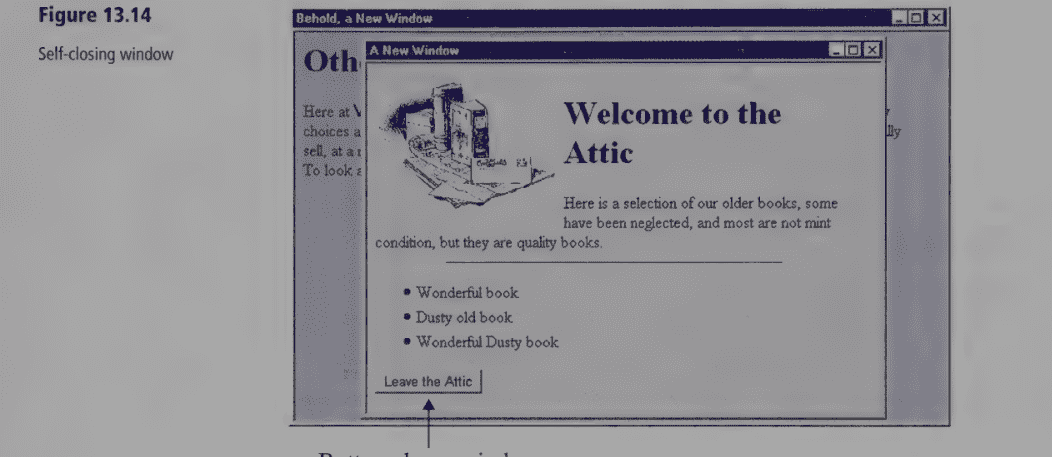 Figure 13.14
Self-closing window
Behold, a New Window
A New Window
Oth
Here at
choices a
sell, at a
To look
lly
Welcome to the
Attic
Here is a selection of our older books, some
have been neglected, and most are not mint
condition, but they are quality books.
Wonderful book
Dusty old book
Wonderful Dusty book
Leave the Attic